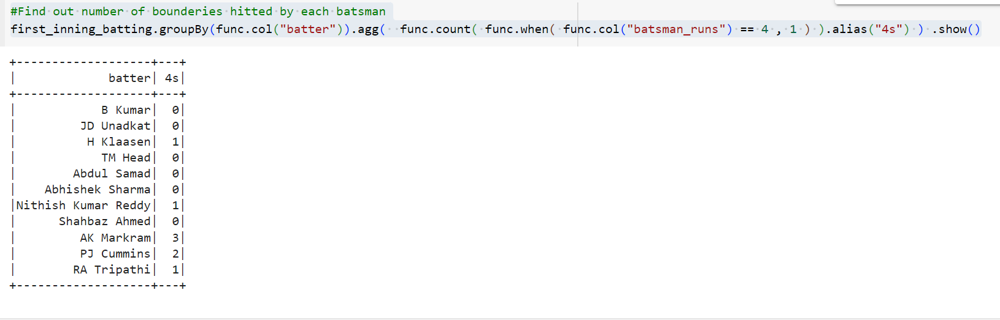 #Find out number of bounderies hitted by each batsman
first_inning_batting.groupBy(func.col("batter")).agg(  func.count( func.when( func.col("batsman_runs") == 4 , 1 ) ).alias("4s") ) .show()
+-------------------+---+
|             batter| 4s|
+-------------------+---+
|            B Kumar|  0|
|         JD Unadkat|  0|
|          H Klaasen|  1|
|            TM Head|  0|
|        Abdul Samad|  0|
|    Abhishek Sharma|  0|
|Nithish Kumar Reddy|  1|
|      Shahbaz Ahmed|  0|
|         AK Markram|  3|
|         PJ Cummins|  2|
|        RA Tripathi|  1|
+-------------------+---+